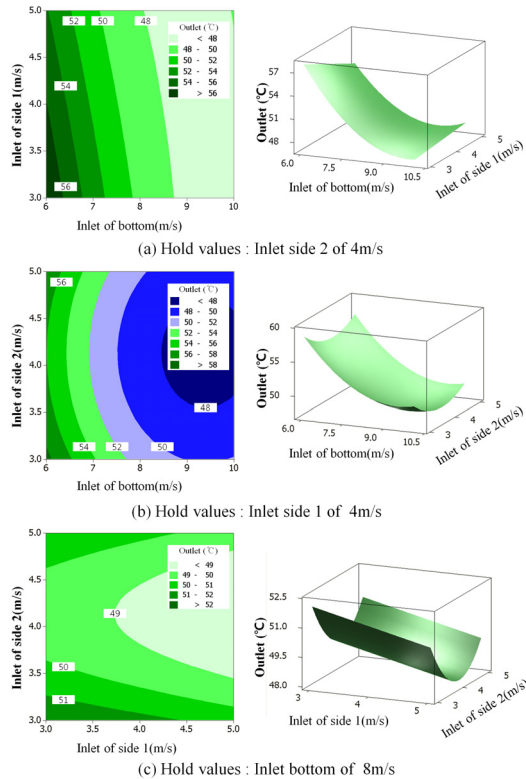 5.0
4.5
4.0
3.5
3.0
6
7
8
9
10
Inlet of side 1(m/s)
Inlet of bottom(m/s)
52
50
48
54
56
Outlet (℃)
< 48
48 - 50
50 - 52
52 - 54
54 - 56
> 56
Outlet (℃)
57
54
51
48
6.0
7.5
9.0
10.5
Inlet of bottom(m/s)
3
4
5
Inlet of side 1(m/s)
(a) Hold values : Inlet side 2 of 4m/s
5.0
4.5
4.0
3.5
3.0
6
7
8
9
10
Inlet of side 2(m/s)
Inlet of bottom(m/s)
56
54
52
50
48
Outlet (℃)
< 48
48 - 50
50 - 52
52 - 54
54 - 56
56 - 58
> 58
Outlet (℃)
60
55
50
6.0
7.5
9.0
10.5
Inlet of bottom(m/s)
3
4
5
Inlet of side 2(m/s)
(b) Hold values : Inlet side 1 of 4m/s
5.0
4.5
4.0
3.5
3.0
3.0
3.5
4.0
4.5
5.0
Inlet of side 2(m/s)
Inlet of side 1(m/s)
49
50
51
Outlet (℃)
< 49
49 - 50
50 - 51
51 - 52
> 52
Outlet (℃)
52.5
51.0
49.5
48.0
3
4
5
Inlet of side 1(m/s)
3
4
5
Inlet of side 2(m/s)
(c) Hold values : Inlet bottom of 8m/s